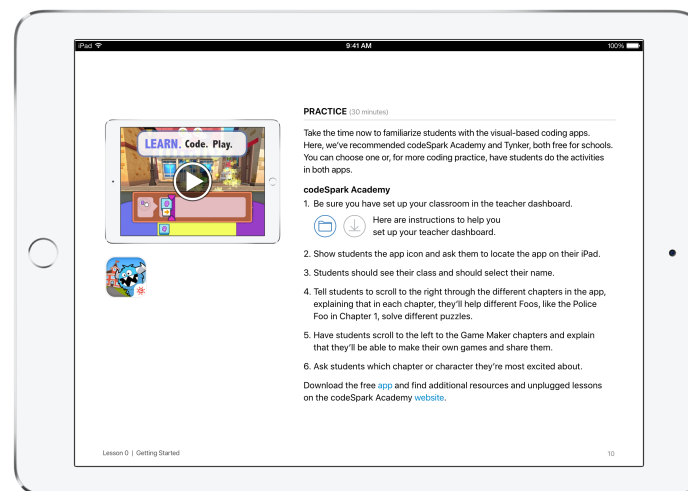 iPad
9:41 AM
100%
LEARN. Code. Play.
PRACTICE (30 minutes)
Take the time now to familiarize students with the visual-based coding apps.
Here, we've recommended codeSpark Academy and Tynker, both free for schools.
You can choose one or, for more coding practice, have students do the activities
in both apps.
codeSpark Academy
1. Be sure you have set up your classroom in the teacher dashboard.
Here are instructions to help you
set up your teacher dashboard.
2. Show students the app icon and ask them to locate the app on their iPad.
3. Students should see their class and should select their name.
4. Tell students to scroll to the right through the different chapters in the app,
explaining that in each chapter, they'll help different Foos, like the Police
Foo in Chapter 1, solve different puzzles.
5. Have students scroll to the left to the Game Maker chapters and explain
that they'll be able to make their own games and share them.
6. Ask students which chapter or character they're most excited about.
Download the free app and find additional resources and unplugged lessons
on the codeSpark Academy website.
Lesson 0 | Getting Started
10